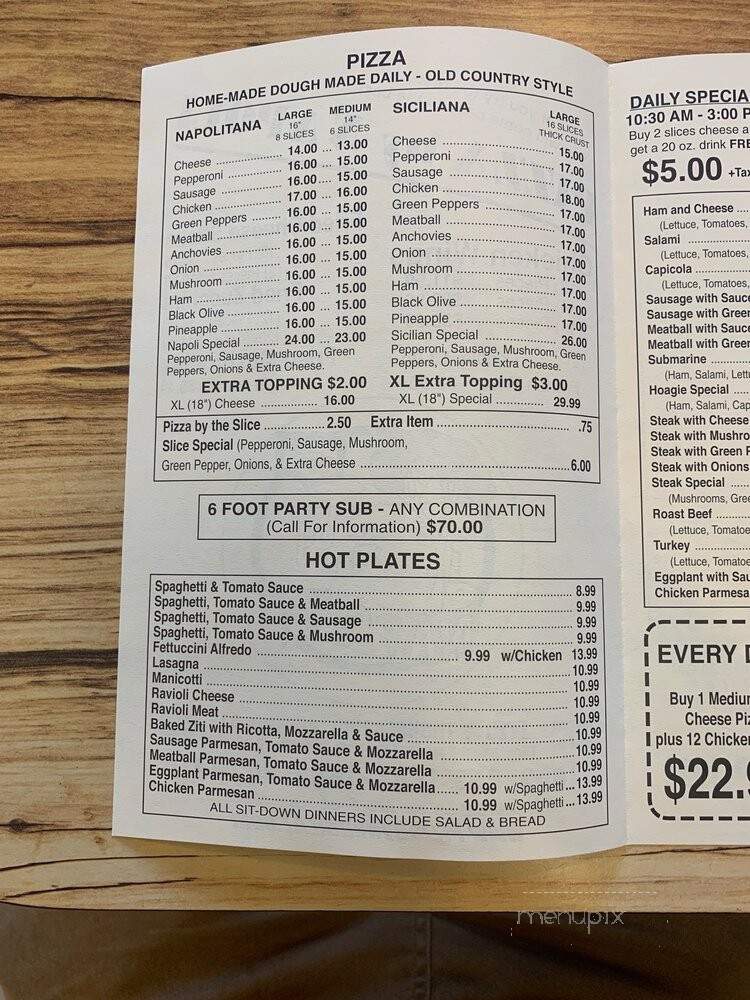 PIZZA
HOME-MADE DOUGH MADE DAILY - OLD COUNTRY STYLE
NAPOLITANA LARGE 16" 8 SLICES MEDIUM 14" 6 SLICES
Cheese 14.00 ... 13.00
Pepperoni 16.00 ... 15.00
Sausage 16.00 ... 15.00
Chicken 17.00 ... 16.00
Green Peppers 16.00 ... 15.00
Meatball 16.00 ... 15.00
Anchovies 16.00 ... 15.00
Onion 16.00 ... 15.00
Mushroom 16.00 ... 15.00
Ham 16.00 ... 15.00
Black Olive 16.00 ... 15.00
Pineapple 16.00 ... 15.00
Napoli Special 24.00 ... 23.00
Pepperoni, Sausage, Mushroom, Green
Peppers, Onions & Extra Cheese.
EXTRA TOPPING $2.00
XL (18") Cheese 16.00
SICILIANA LARGE 16 SLICES THICK CRUST
Cheese 15.00
Pepperoni 17.00
Sausage 17.00
Chicken 18.00
Green Peppers 17.00
Meatball 17.00
Anchovies 17.00
Onion 17.00
Mushroom 17.00
Ham 17.00
Black Olive 17.00
Pineapple 17.00
Sicilian Special 26.00
Pepperoni, Sausage, Mushroom, Green
Peppers, Onions & Extra Cheese.
XL Extra Topping $3.00
XL (18") Special 29.99
Pizza by the Slice 2.50 Extra Item .75
Slice Special (Pepperoni, Sausage, Mushroom,
Green Pepper, Onions, & Extra Cheese 6.00
6 FOOT PARTY SUB - ANY COMBINATION
(Call For Information) $70.00
HOT PLATES
Spaghetti & Tomato Sauce 8.99
Spaghetti, Tomato Sauce & Meatball 9.99
Spaghetti, Tomato Sauce & Sausage 9.99
Spaghetti, Tomato Sauce & Mushroom 9.99
Fettuccini Alfredo 9.99 w/Chicken 13.99
Lasagna 10.99
Manicotti 10.99
Ravioli Cheese 10.99
Ravioli Meat 10.99
Baked Ziti with Ricotta, Mozzarella & Sauce 10.99
Sausage Parmesan, Tomato Sauce & Mozzarella 10.99
Meatball Parmesan, Tomato Sauce & Mozzarella 10.99
Eggplant Parmesan, Tomato Sauce & Mozzarella 10.99 w/Spaghetti ... 13.99
Chicken Parmesan 10.99 w/Spaghetti ... 13.99
ALL SIT-DOWN DINNERS INCLUDE SALAD & BREAD
DAILY SPECIA
10:30 AM - 3:00 P
Buy 2 slices cheese a
get a 20 oz. drink FRE
$5.00 +Tax
Ham and Cheese
(Lettuce, Tomatoes,
Salami
(Lettuce, Tomatoes,
Capicola
(Lettuce, Tomatoes,
Sausage with Sauce
Sausage with Green
Meatball with Sauce
Meatball with Green
Submarine
(Ham, Salami, Lett
Hoagie Special
(Ham, Salami, Cap
Steak with Cheese
Steak with Mushro
Steak with Green P
Steak with Onions
Steak Special
(Mushrooms, Gree
Roast Beef
(Lettuce, Tomatoe
Turkey
(Lettuce, Tomatoe
Eggplant with Sau
Chicken Parmesa
EVERY D
Buy 1 Medium
Cheese Piz
plus 12 Chicken
$22.9
menupix